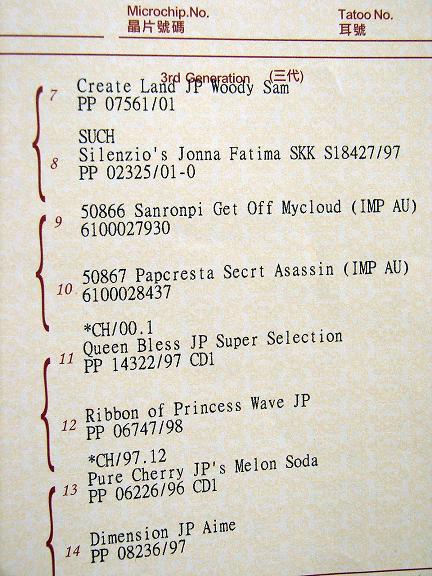 Microchip.No. Tatoo No.
晶片號碼 耳號
3rd Generation (三代)
7 Create Land JP Woody Sam
PP 07561/01
SUCH
8 Silenzio's Jonna Fatima SKK S18427/97
PP 02325/01-0
9 50866 Sanronpi Get Off Mycloud (IMP AU)
6100027930
10 50867 Papcresta Secrt Asassin (IMP AU)
6100028437
*CH/00.1
11 Queen Bless JP Super Selection
PP 14322/97 CD1
12 Ribbon of Princess Wave JP
PP 06747/98
*CH/97.12
13 Pure Cherry JP's Melon Soda
PP 06226/96 CD1
14 Dimension JP Aime
PP 08236/97